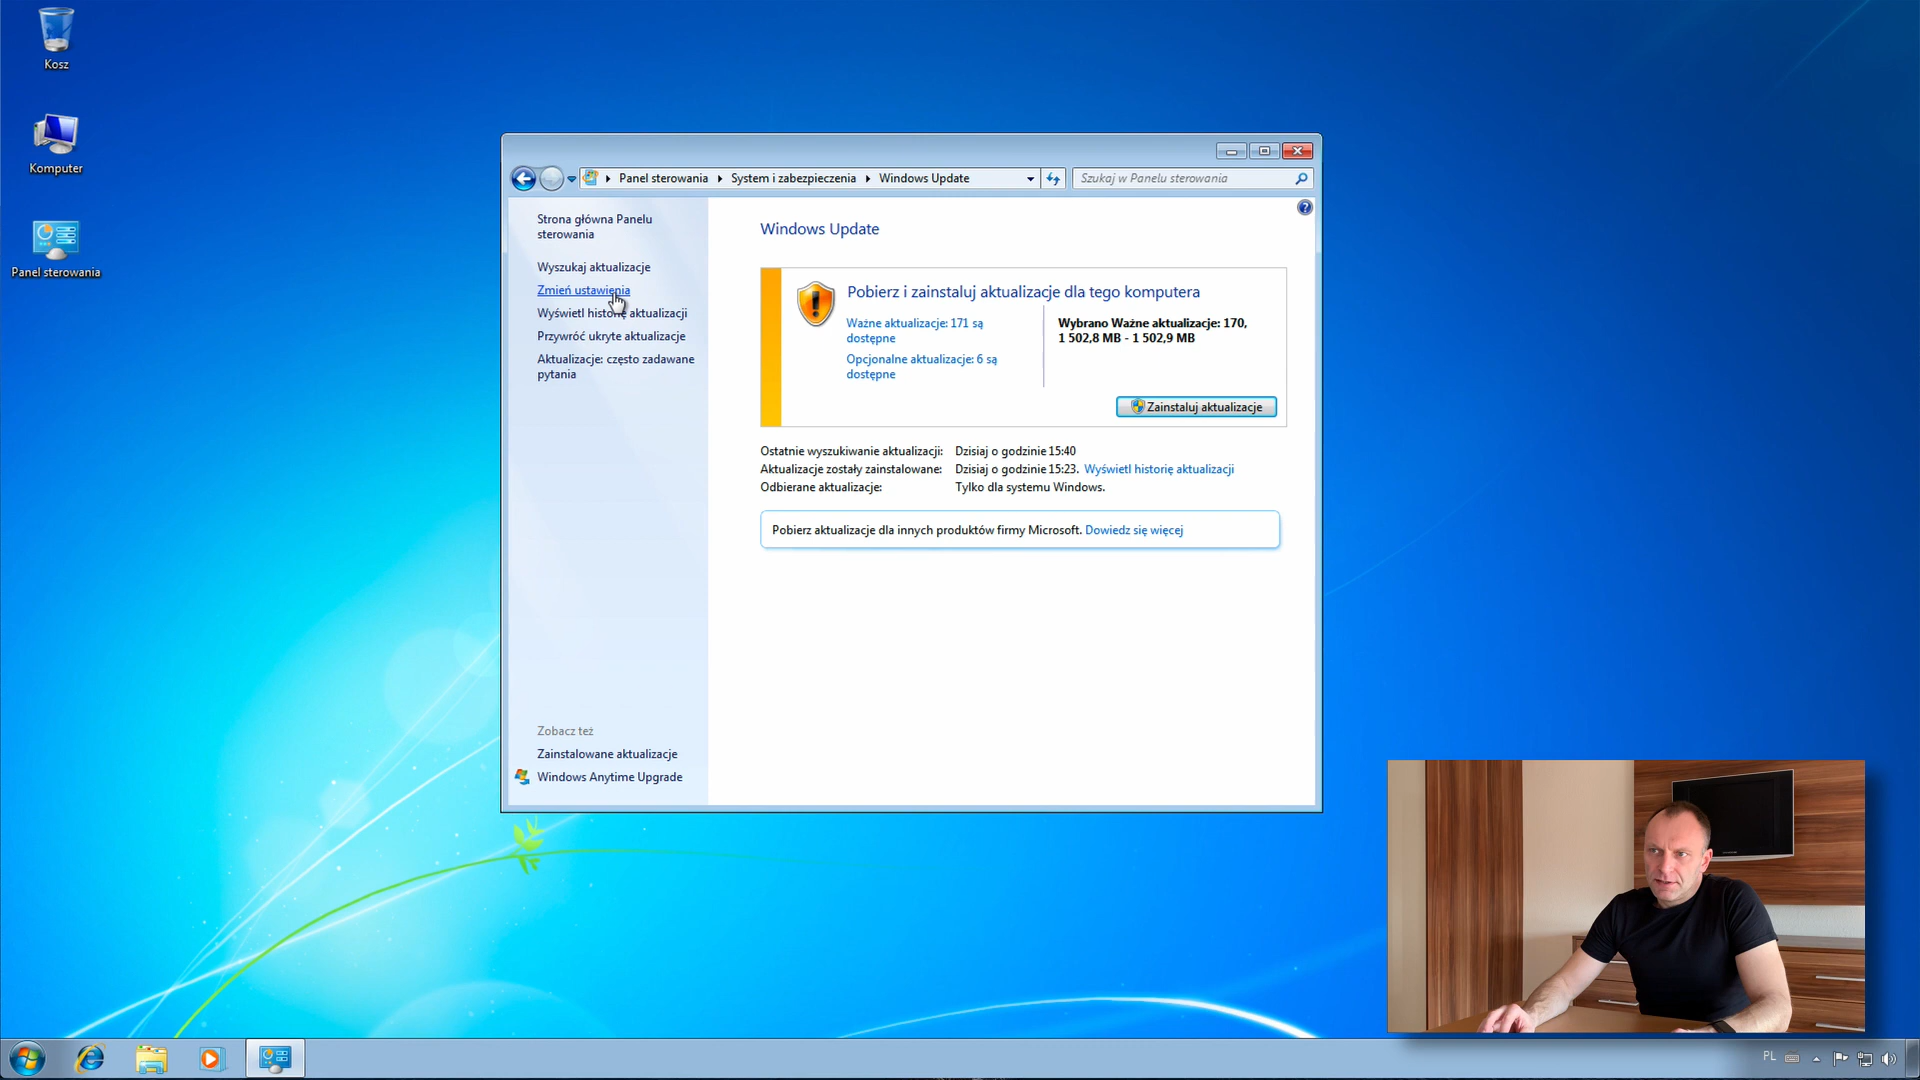 Kosz
Komputer
Panel sterowania
Panel sterowania
System i zabezpieczenia
Windows Update
Szukaj w Panelu sterowania
Strona główna Panelu
sterowania
Wyszukaj aktualizacje
Zmień ustawienia
Wyświetl historię aktualizacji
Przywróć ukryte aktualizacje
Aktualizacje: często zadawane
pytania
Zobacz też
Zainstalowane aktualizacje
Windows Anytime Upgrade
Windows Update
Pobierz i zainstaluj aktualizacje dla tego komputera
Ważne aktualizacje: 171 są
dostępne
Opcjonalne aktualizacje: 6 są
dostępne
Wybrano Ważne aktualizacje: 170,
1 502,8 MB - 1 502,9 MB
Zainstaluj aktualizacje
Ostatnie wyszukiwanie aktualizacji: Dzisiaj o godzinie 15:40
Aktualizacje zostały zainstalowane: Dzisiaj o godzinie 15:23. Wyświetl historię aktualizacji
Odbierane aktualizacje: Tylko dla systemu Windows.
Pobierz aktualizacje dla innych produktów firmy Microsoft. Dowiedz się więcej
PL